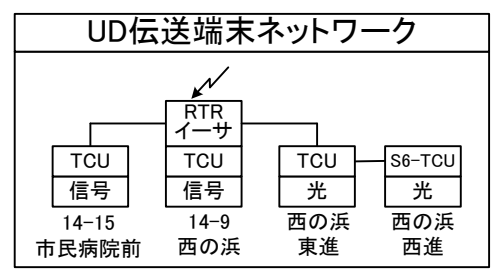 UD伝送端末ネットワーク
RTR
イーサ
TCU
TCU
TCU
S6-TCU
信号
信号
光
光
14-15
14-9
西の浜
西の浜
市民病院前
西の浜
東進
西進